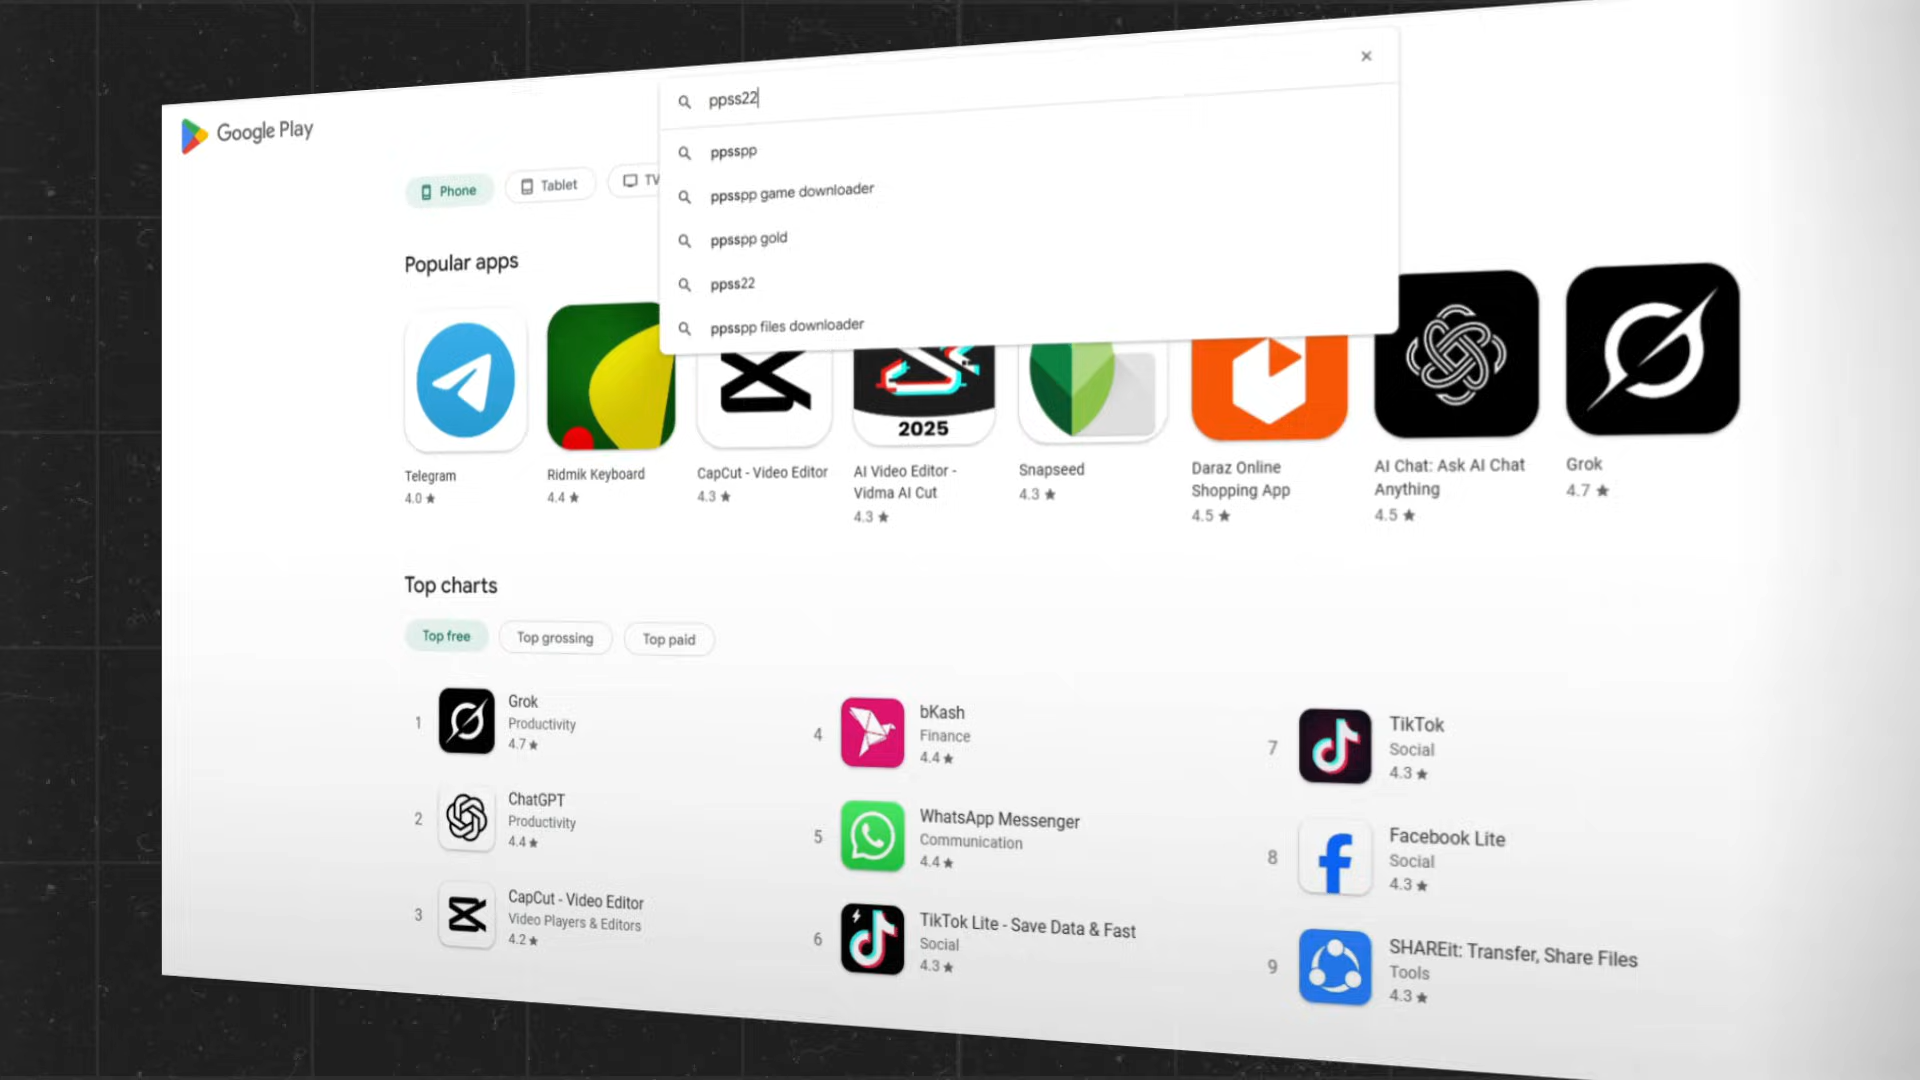 Google Play
ppss22
ppsspp
ppsspp game downloader
ppsspp gold
ppss22
ppsspp files downloader
Phone
Tablet
TV
Popular apps
2025
Telegram
4.0 ★
Ridmik Keyboard
4.4 ★
CapCut - Video Editor
4.3 ★
AI Video Editor -
Vidma AI Cut
4.3 ★
Snapseed
4.3 ★
Daraz Online
Shopping App
4.5 ★
AI Chat: Ask AI Chat
Anything
4.5 ★
Grok
4.7 ★
Top charts
Top free
Top grossing
Top paid
1
Grok
Productivity
4.7 ★
2
ChatGPT
Productivity
4.4 ★
3
CapCut - Video Editor
Video Players & Editors
4.2 ★
4
bKash
Finance
4.4 ★
5
WhatsApp Messenger
Communication
4.4 ★
6
TikTok Lite - Save Data & Fast
Social
4.3 ★
7
TikTok
Social
4.3 ★
8
Facebook Lite
Social
4.3 ★
9
SHAREit: Transfer, Share Files
Tools
4.3 ★